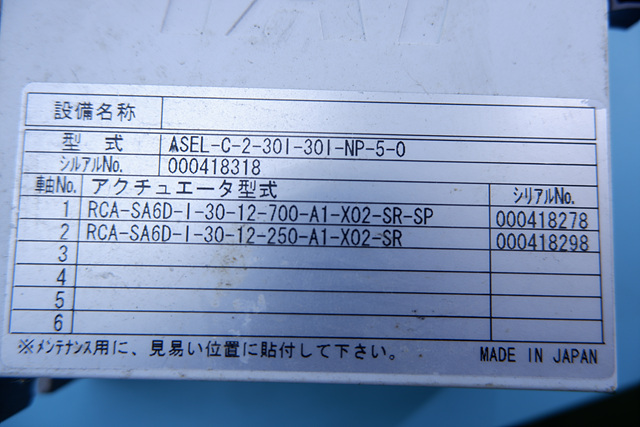 設備名称
型式 ASEL-C-2-30I-30I-NP-5-0
シルアルNo. 000418318
軸No. アクチュエータ型式 シリアルNo.
1 RCA-SA6D-I-30-12-700-A1-X02-SR-SP 000418278
2 RCA-SA6D-I-30-12-250-A1-X02-SR 000418298
3
4
5
6
※メンテナンス用に、見易い位置に貼付して下さい。 MADE IN JAPAN